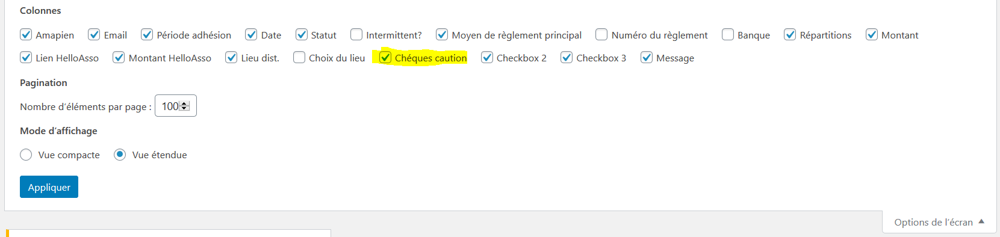 Colonnes
Amapien Email Période adhésion Date Statut Intermittent? Moyen de règlement principal Numéro du règlement Banque Répartitions Montant
Lien HelloAsso Montant HelloAsso Lieu dist. Choix du lieu Chéques caution Checkbox 2 Checkbox 3 Message
Pagination
Nombre d’éléments par page : 100
Mode d’affichage
Vue compacte Vue étendue
Appliquer
Options de l’écran